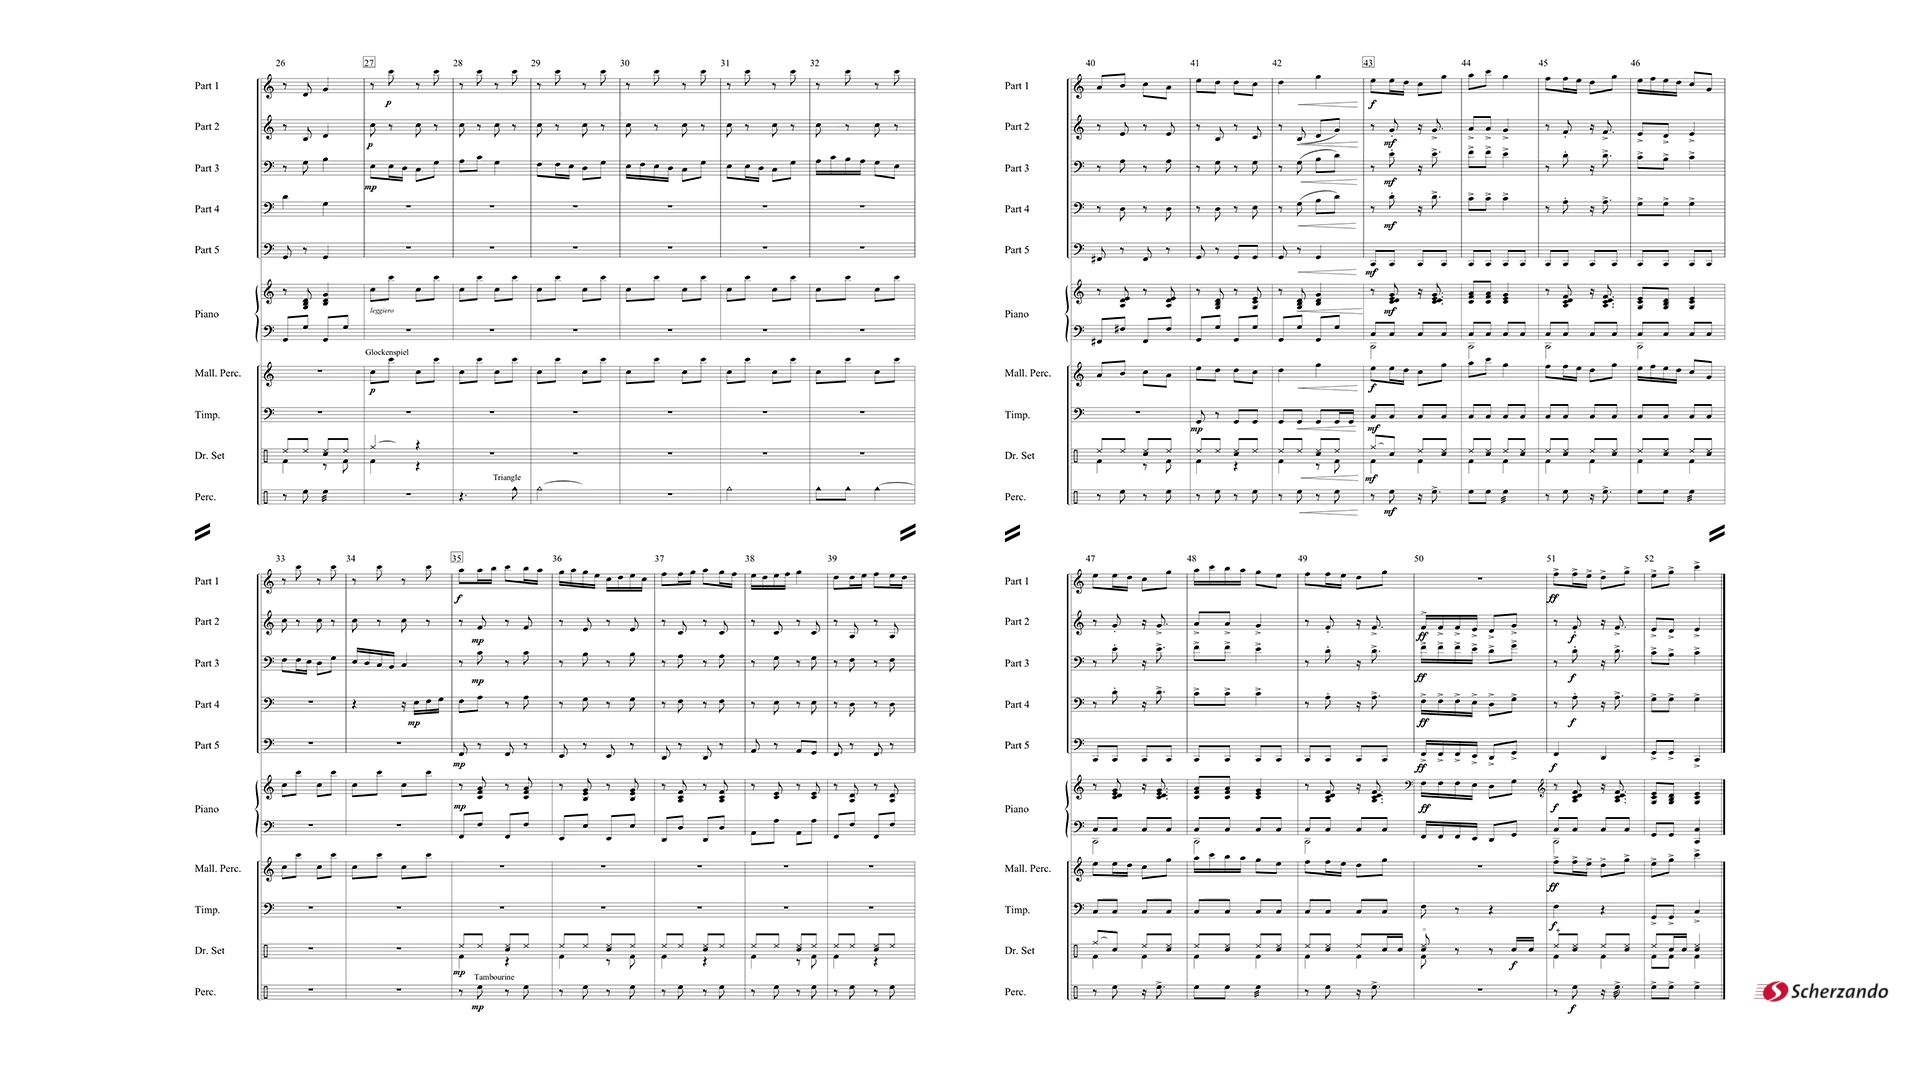 26 27 28 29 30 31 32
Part 1
p
Part 2
p
Part 3
mp
Part 4
Part 5
Piano
leggiero
Glockenspiel
Mall. Perc.
p
Timp.
Dr. Set
Triangle
Perc.
33 34 35 36 37 38 39
Part 1
f
Part 2
mp
Part 3
mp
Part 4
mp
Part 5
mp
Piano
mp
Mall. Perc.
Timp.
Dr. Set
mp
Tambourine
Perc.
mp
40 41 42 43 44 45 46
Part 1
f
Part 2
mf
Part 3
mf
Part 4
mf
Part 5
mf
Piano
mf
Mall. Perc.
f
Timp.
mp mf
Dr. Set
mf
Perc.
mf
47 48 49 50 51 52
Part 1
ff
Part 2
ff f
Part 3
ff f
Part 4
ff f
Part 5
ff f
Piano
ff f
Mall. Perc.
ff
Timp.
f
Dr. Set
f
Perc.
f
Scherzando